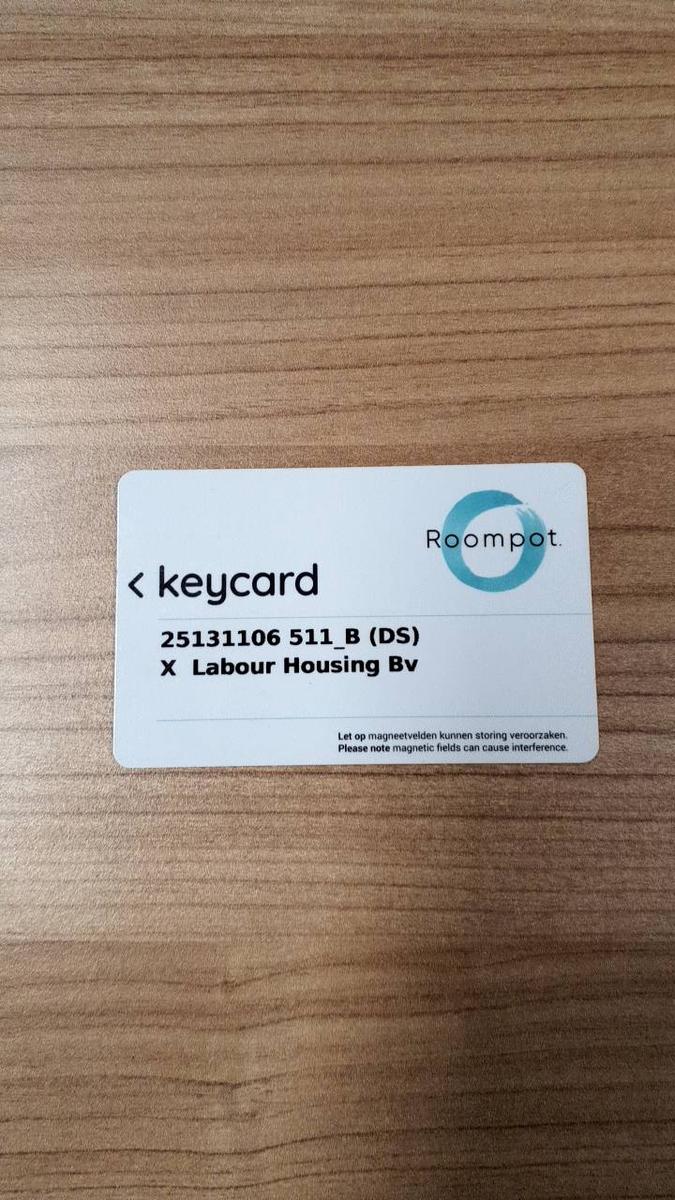 Roompot.
< keycard
25131106 511_B (DS)
X Labour Housing Bv
Let op magneetvelden kunnen storing veroorzaken.
Please note magnetic fields can cause interference.